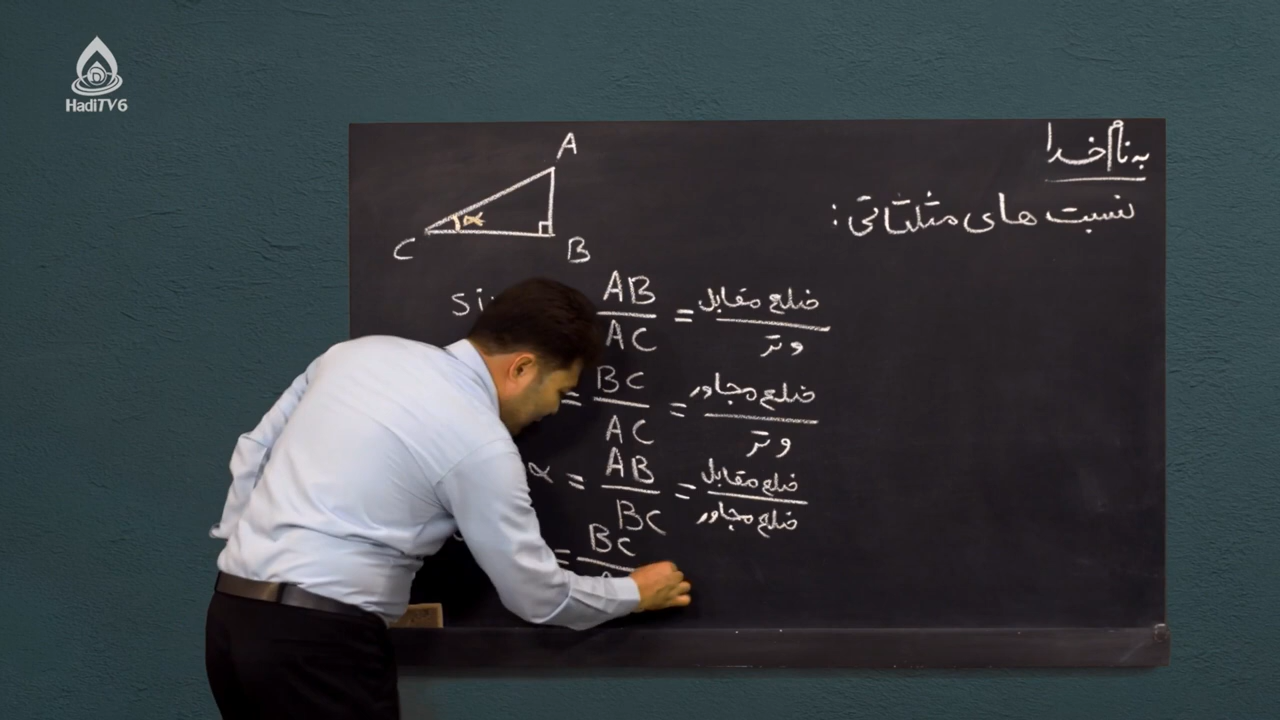 HadiTV6
به نام خدا
نسبت های مثلثاتی :
A
α
C
B
AB/AC = ضلع مقابل/وتر
= BC/AC = ضلع مجاور/وتر
α = AB/BC = ضلع مقابل/ضلع مجاور
= BC